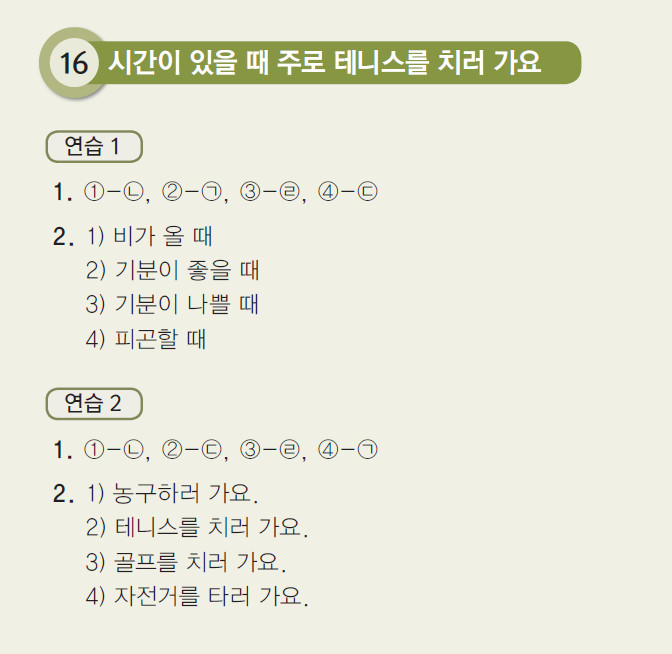 16 시간이 있을 때 주로 테니스를 치러 가요
연습 1
1. ①-㉡, ②-㉠, ③-㉣, ④-㉢
2. 1) 비가 올 때
2) 기분이 좋을 때
3) 기분이 나쁠 때
4) 피곤할 때
연습 2
1. ①-㉡, ②-㉢, ③-㉣, ④-㉠
2. 1) 농구하러 가요.
2) 테니스를 치러 가요.
3) 골프를 치러 가요.
4) 자전거를 타러 가요.